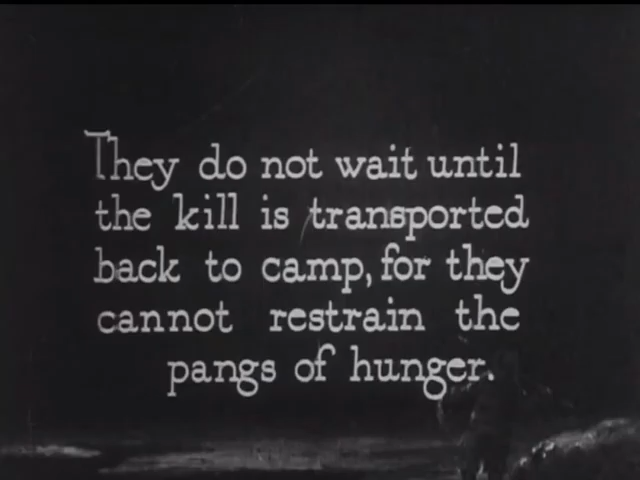 They do not wait until
the kill is transported
back to camp, for they
cannot restrain the
pangs of hunger.